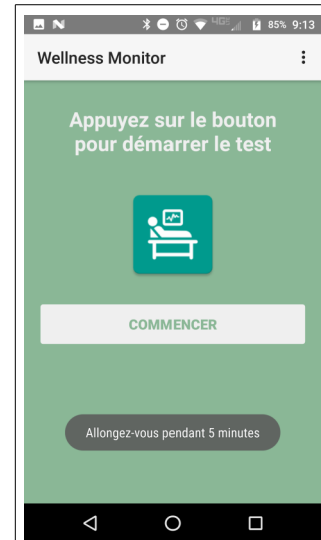 85% 9:13
Wellness Monitor
Appuyez sur le bouton
pour démarrer le test
COMMENCER
Allongez-vous pendant 5 minutes